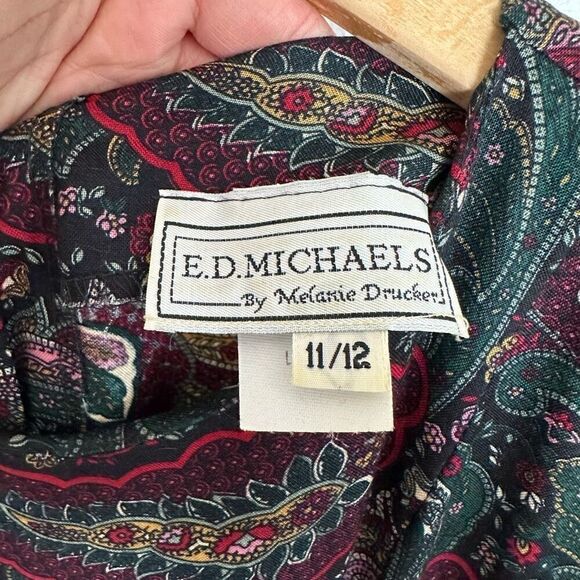 E.D.MICHAELS
By Melanie Drucker
11/12